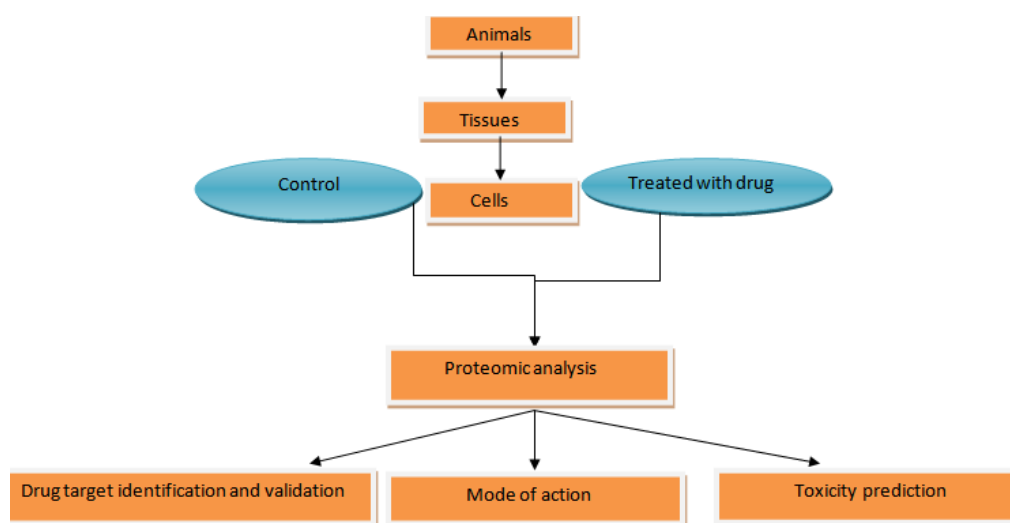 Animals
Tissues
Control
Treated with drug
Cells
Proteomic analysis
Drug target identification and validation
Mode of action
Toxicity prediction